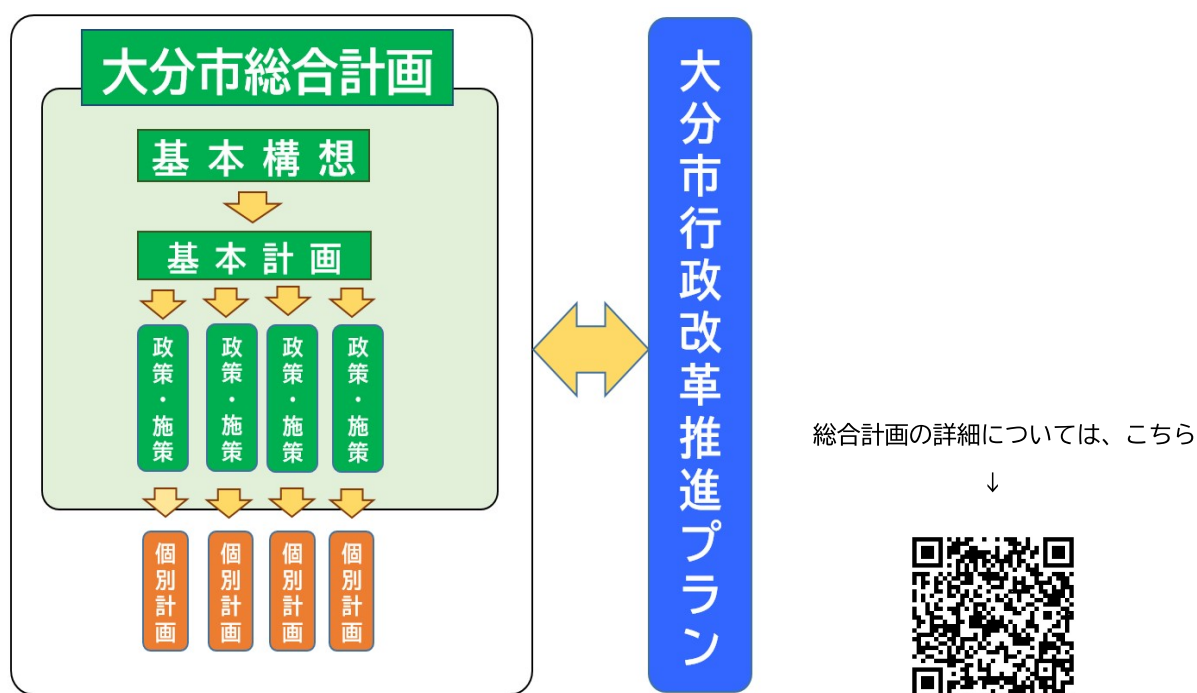 大分市総合計画
基本構想
基本計画
政策・施策
政策・施策
政策・施策
政策・施策
個別計画
個別計画
個別計画
個別計画
大分市行政改革推進プラン
総合計画の詳細については、こちら
↓